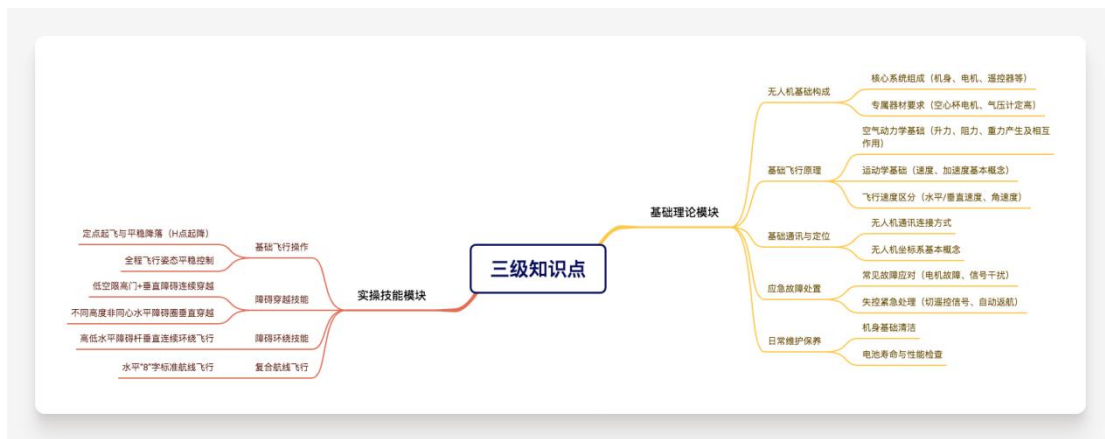 三级知识点
基础理论模块
无人机基础构成
核心系统组成（机身、电机、遥控器等）
专属器材要求（空心杯电机、气压计定高）
基础飞行原理
空气动力学基础（升力、阻力、重力产生及相互
作用）
运动学基础（速度、加速度基本概念）
飞行速度区分（水平/垂直速度、角速度）
基础通讯与定位
无人机通讯连接方式
无人机坐标系基本概念
应急故障处置
常见故障应对（电机故障、信号干扰）
失控紧急处理（切遥控信号、自动返航）
日常维护保养
机身基础清洁
电池寿命与性能检查
实操技能模块
基础飞行操作
定点起飞与平稳降落（H点起降）
全程飞行姿态平稳控制
障碍穿越技能
低空限高门+垂直障碍连续穿越
不同高度非同心水平障碍圈垂直穿越
障碍环绕技能
高低水平障碍杆垂直连续环绕飞行
复合航线飞行
水平"8"字标准航线飞行